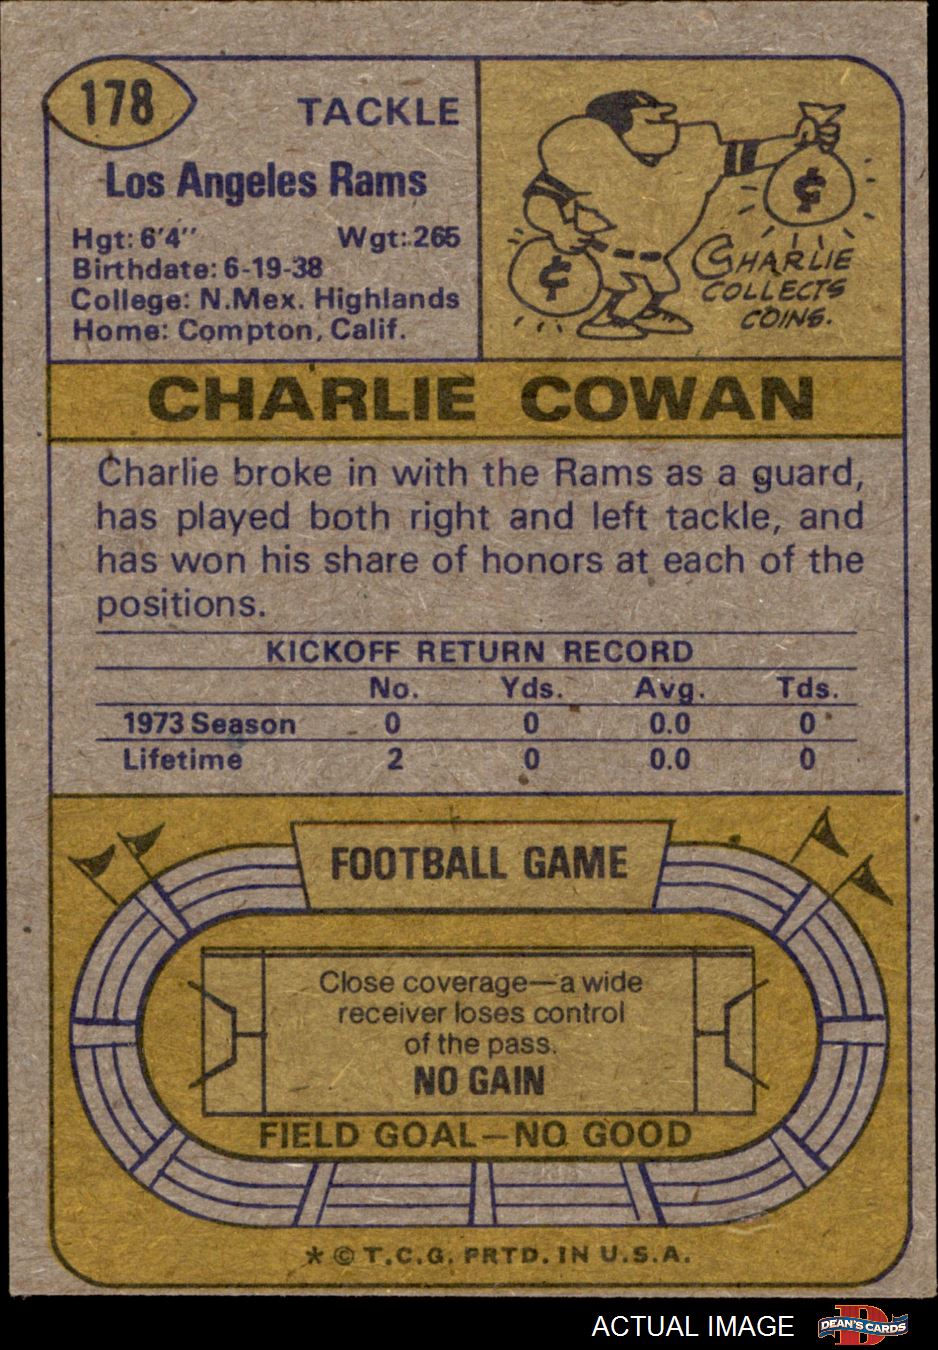 178
TACKLE
Los Angeles Rams
Hgt: 6'4'' Wgt: 265
Birthdate: 6-19-38
College: N.Mex. Highlands
Home: Compton, Calif.
¢
¢
CHARLIE
COLLECTS
COINS.
CHARLIE COWAN
Charlie broke in with the Rams as a guard,
has played both right and left tackle, and
has won his share of honors at each of the
positions.
KICKOFF RETURN RECORD
No. Yds. Avg. Tds.
1973 Season 0 0 0.0 0
Lifetime 2 0 0.0 0
FOOTBALL GAME
Close coverage—a wide
receiver loses control
of the pass.
NO GAIN
FIELD GOAL—NO GOOD
* © T.C.G. PRTD. IN U.S.A.
ACTUAL IMAGE
D
DEAN'S CARDS